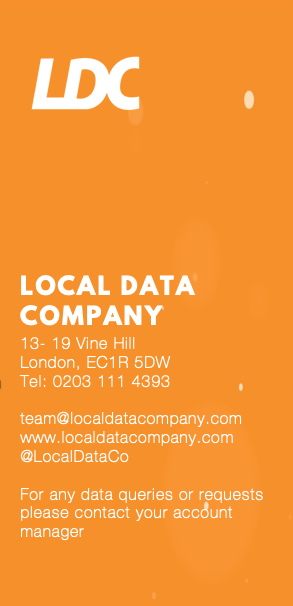 LDC
LOCAL DATA
COMPANY
13- 19 Vine Hill
London, EC1R 5DW
Tel: 0203 111 4393
team@localdatacompany.com
www.localdatacompany.com
@LocalDataCo
For any data queries or requests
please contact your account
manager